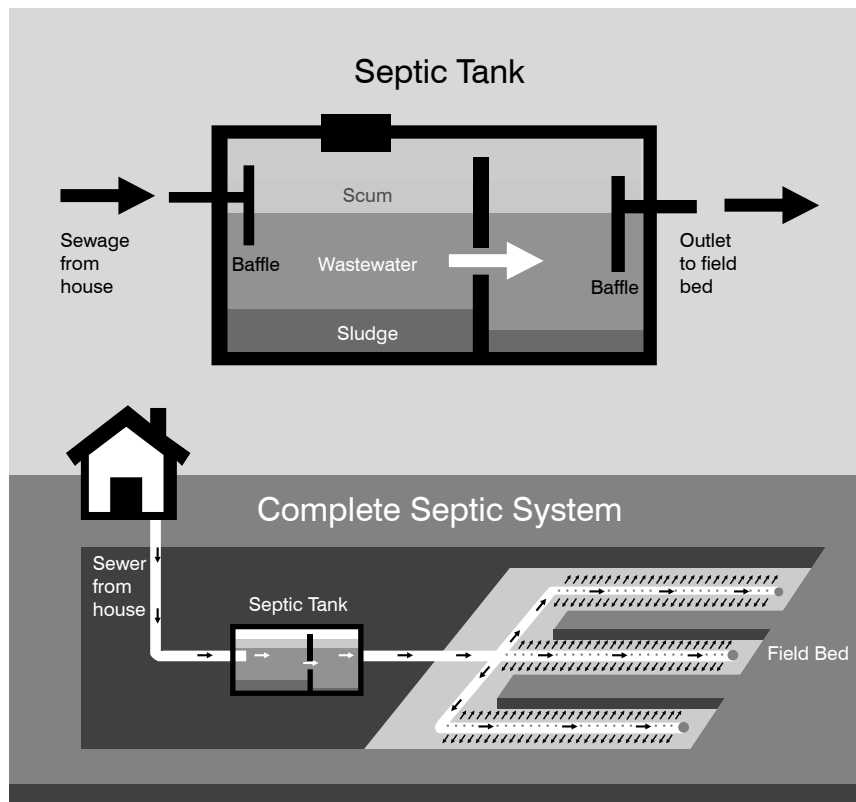 Septic Tank
Scum
Sewage
from
house
Baffle
Wastewater
Outlet
to field
bed
Baffle
Sludge
Complete Septic System
Sewer
from
house
Septic Tank
Field Bed